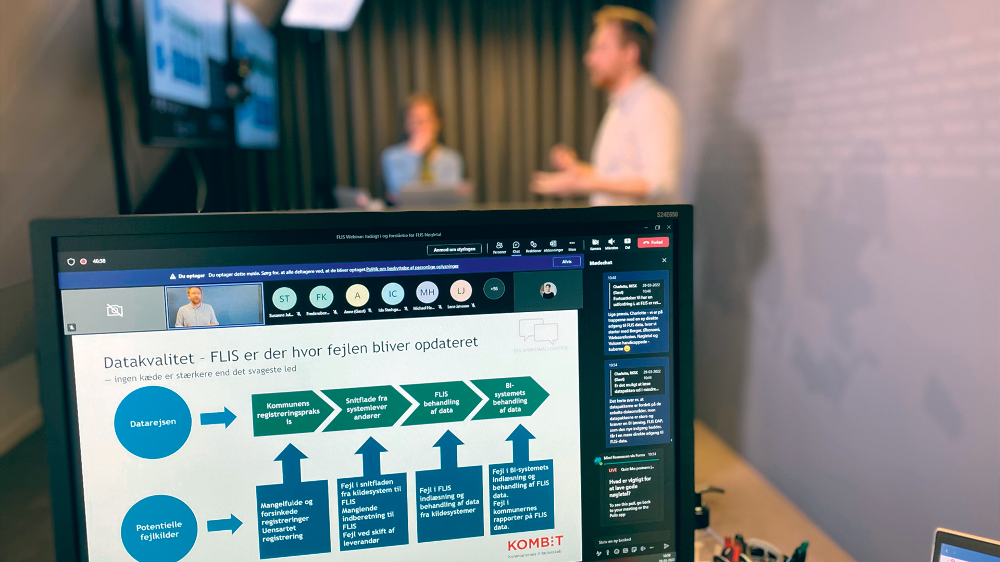 S24E650
FLIS Webinar: Indsigt i og forståelse for FLIS Nøgletal
46:38
Anmod om styringen
Personer
Chat
Reaktioner
Afstemninger
Mere
Kamera
Mikrofon
Del
Forlad
Du optager Du optager dette møde. Sørg for, at alle deltagere ved, at de bliver optaget. Politik om beskyttelse af personlige oplysninger
Afvis
ST
FK
A
IC
MH
LJ
+95
Susanne Jul...
Fredensbor...
Anne (Gæst)
Ida Stadsga...
Michael Ha...
Lene Jønsson
STIL SPØRGSMÅL I CHATTEN
Datakvalitet - FLIS er der hvor fejlen bliver opdateret
— ingen kæde er stærkere end det svageste led
Datarejsen
Kommunens
registreringspraks
is
Snitflade fra
systemlever
andører
FLIS
behandling
af data
BI-
systemets
behandling
af data
Potentielle
fejlkilder
Mangelfulde og
forsinkede
registreringer
Uensartet
registrering
Fejl i snitfladen
fra kildesystem til
FLIS
Manglende
indberetning til
FLIS
Fejl ved skift af
leverandør
Fejl i FLIS
indlæsning og
behandling af data
fra kildesystemer
Fejl i BI-systemets
indlæsning og
behandling af FLIS
data.
Fejl i
kommunernes
rapporter på FLIS
data.
KOMBIT
Kommunernes it-fællesskab
Mødechat
10:48
Charlotte, RKSK 29-03-2022
(Gæst) 10:46
Fortsættelse: Vi har en
udfordring i, at FLIS er ret...
Lige præcis, Charlotte - vi er på
trapperne med en ny direkte
adgang til FLIS data, hvor vi
starter med Borger, Økonomi,
Ydelsesrefusion, Nøgletal og
Voksen handicappede -
kuberne
10:54
Charlotte, RKSK 29-03-2022
(Gæst) 10:44
Er det muligt at læse
datapakken ud i mindre...
Det korte svar er, at
datapakkerne er fordelt på de
enkelte dataområder, men
datapakkerne er store og
kræver en BI løsning. FLIS DAP,
som den nye indgang hedder,
får I en mere direkte adgang til
FLIS-data.
Mimi Rasmussen via Forms 10:54
LIVE Quiz: Ikke postnavn |...
Hvad er vigtigt for
at lave gode
nøgletal?
To see this poll, go back
to your meeting or the
Polls app
Skriv en ny besked
10:59
29-03-2022